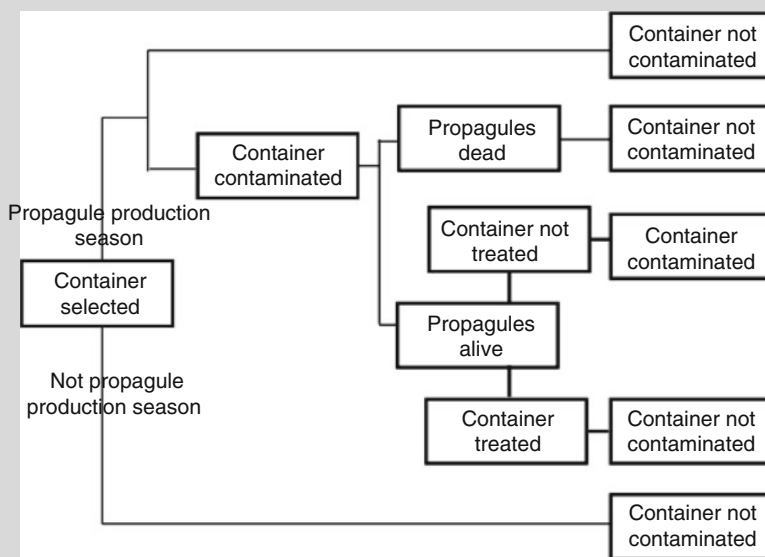 Container not
contaminated
Propagules
dead
Container not
contaminated
Container
contaminated
Propagule production
season
Container not
treated
Container
contaminated
Container
selected
Propagules
alive
Not propagule
production season
Container
treated
Container not
contaminated
Container not
contaminated